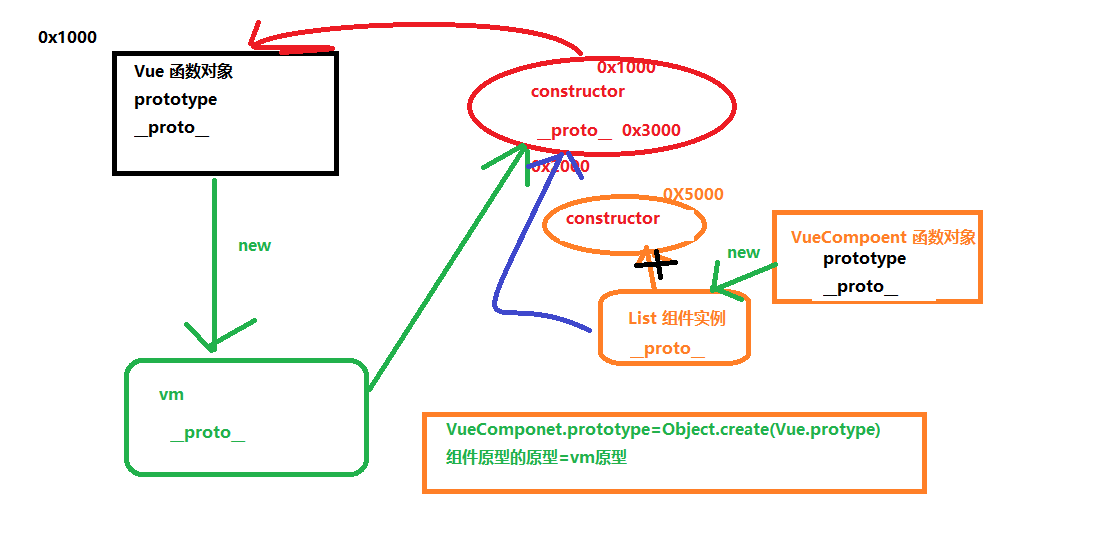 0x1000
Vue 函数对象
prototype
__proto__
0x1000
constructor
__proto__ 0x3000
0x2000
0X5000
constructor
VueCompoent 函数对象
prototype
__proto__
new
new
List 组件实例
__proto__
vm
__proto__
VueComponet.prototype=Object.create(Vue.protype)
组件原型的原型=vm原型